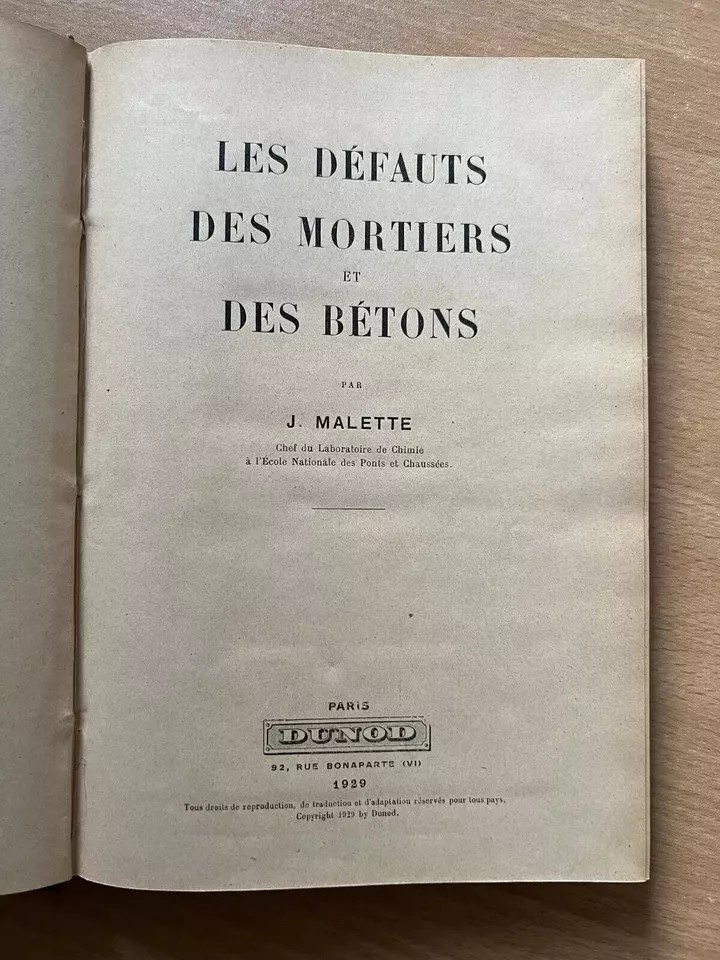 LES DÉFAUTS
DES MORTIERS
ET
DES BÉTONS
PAR
J. MALETTE
Chef du Laboratoire de Chimie
à l'École Nationale des Ponts et Chaussées.
PARIS
DUNOD
92, RUE BONAPARTE (VI)
1929
Tous droits de reproduction, de traduction et d'adaptation réservés pour tous pays.
Copyright 1929 by Dunod.